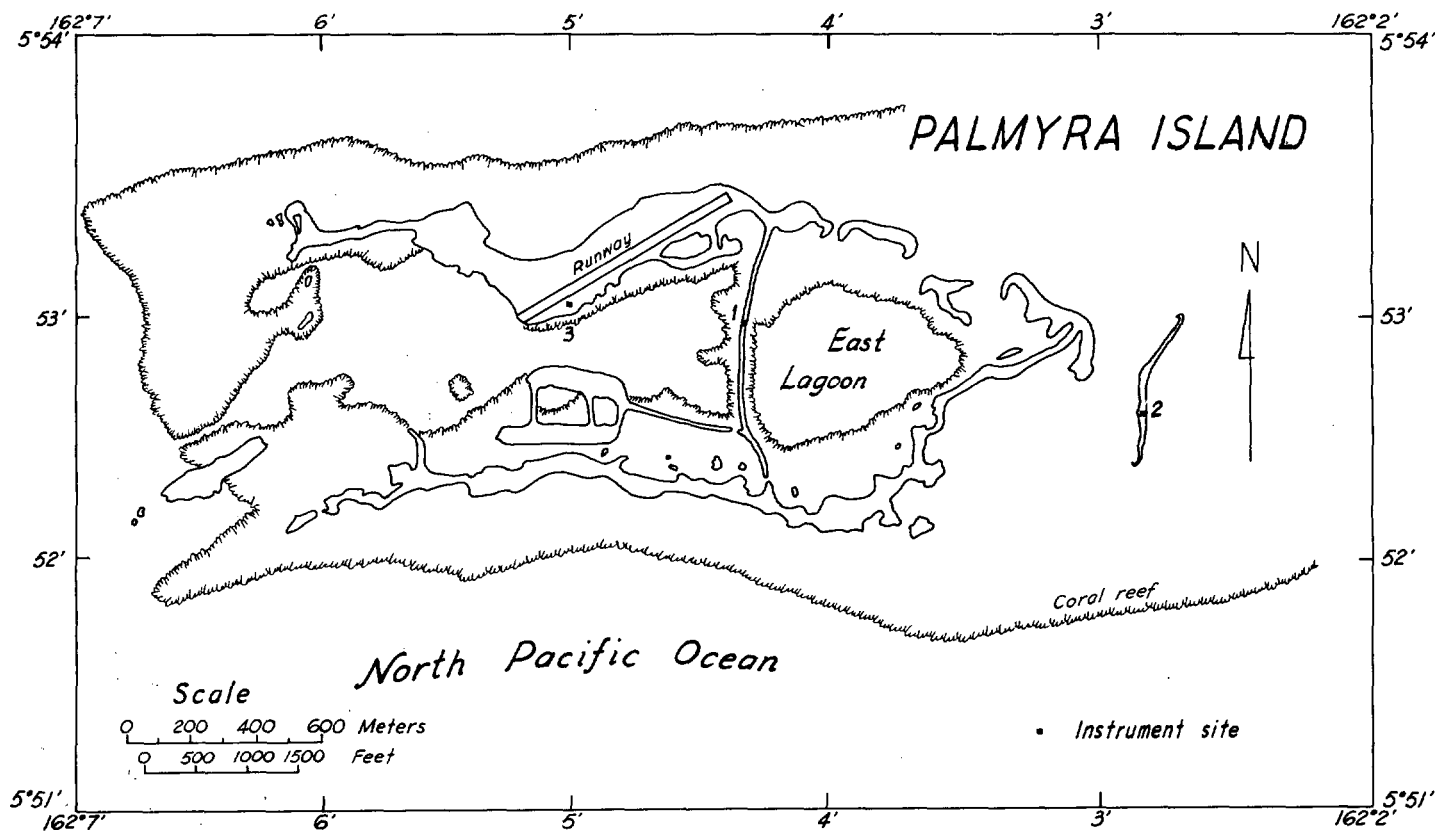 162°7' 6' 5' 4' 3' 162°2'
5°54' 5°54'
PALMYRA ISLAND
Runway
N
53' 1 53'
3
East
Lagoon
2
52' 52'
Coral reef
North Pacific Ocean
Scale
0 200 400 600 Meters
0 500 1000 1500 Feet
Instrument site
5°51' 5°51'
162°7' 6' 5' 4' 3' 162°2'